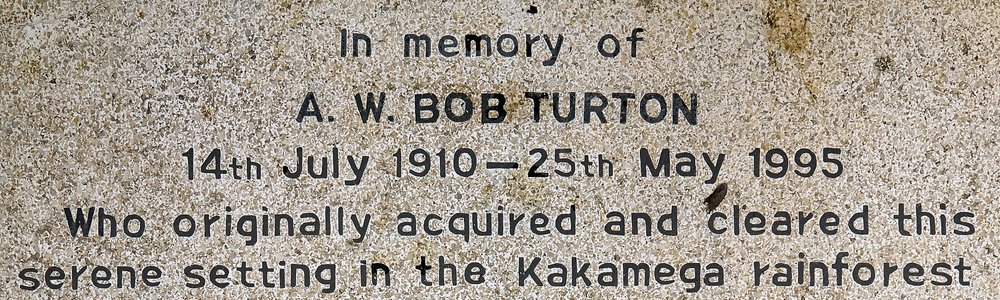 In memory of
A. W. BOB TURTON
14th July 1910—25th May 1995
Who originally acquired and cleared this
serene setting in the Kakamega rainforest